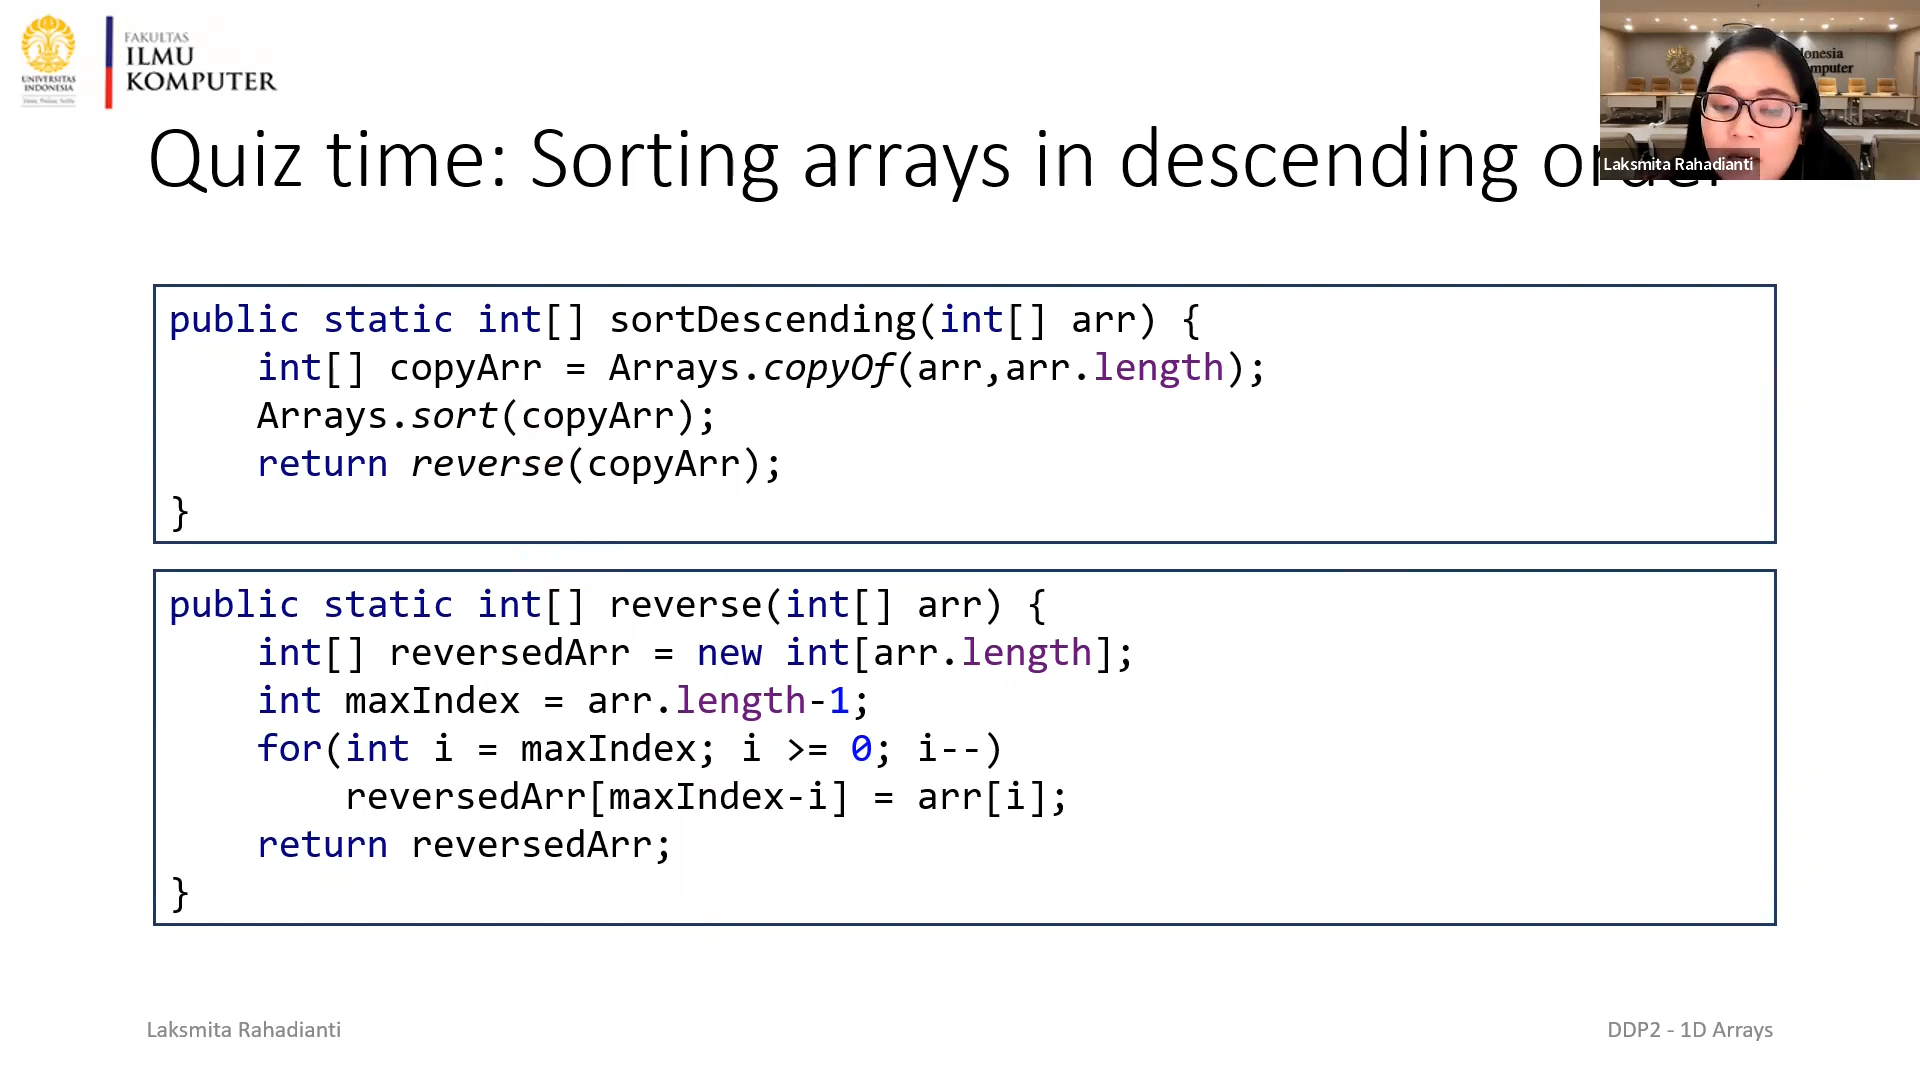 UNIVERSITAS
INDONESIA
FAKULTAS
ILMU
KOMPUTER
onesia
mputer
Laksmita Rahadianti
Quiz time: Sorting arrays in descending order
public static int[] sortDescending(int[] arr) {
    int[] copyArr = Arrays.copyOf(arr,arr.length);
    Arrays.sort(copyArr);
    return reverse(copyArr);
}
public static int[] reverse(int[] arr) {
    int[] reversedArr = new int[arr.length];
    int maxIndex = arr.length-1;
    for(int i = maxIndex; i >= 0; i--)
        reversedArr[maxIndex-i] = arr[i];
    return reversedArr;
}
Laksmita Rahadianti
DDP2 - 1D Arrays